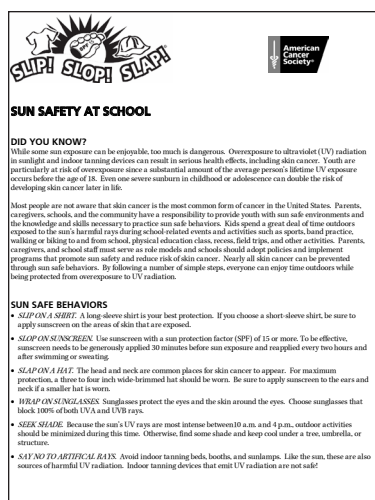 SLIP! SLOP! SLAP!®
American
Cancer
Society®
SUN SAFETY AT SCHOOL
DID YOU KNOW?
While some sun exposure can be enjoyable, too much is dangerous. Overexposure to ultraviolet (UV) radiation
in sunlight and indoor tanning devices can result in serious health effects, including skin cancer. Youth are
particularly at risk of overexposure since a substantial amount of the average person's lifetime UV exposure
occurs before the age of 18. Even one severe sunburn in childhood or adolescence can double the risk of
developing skin cancer later in life.
Most people are not aware that skin cancer is the most common form of cancer in the United States. Parents,
caregivers, schools, and the community have a responsibility to provide youth with sun safe environments and
the knowledge and skills necessary to practice sun safe behaviors. Kids spend a great deal of time outdoors
exposed to the sun's harmful rays during school-related events and activities such as sports, band practice,
walking or biking to and from school, physical education class, recess, field trips, and other activities. Parents,
caregivers, and school staff must serve as role models and schools should adopt policies and implement
programs that promote sun safety and reduce risk of skin cancer. Nearly all skin cancer can be prevented
through sun safe behaviors. By following a number of simple steps, everyone can enjoy time outdoors while
being protected from overexposure to UV radiation.
SUN SAFE BEHAVIORS
• SLIP ON A SHIRT. A long-sleeve shirt is your best protection. If you choose a short-sleeve shirt, be sure to
apply sunscreen on the areas of skin that are exposed.
• SLOP ON SUNSCREEN. Use sunscreen with a sun protection factor (SPF) of 15 or more. To be effective,
sunscreen needs to be generously applied 30 minutes before sun exposure and reapplied every two hours and
after swimming or sweating.
• SLAP ON A HAT. The head and neck are common places for skin cancer to appear. For maximum
protection, a three to four inch wide-brimmed hat should be worn. Be sure to apply sunscreen to the ears and
neck if a smaller hat is worn.
• WRAP ON SUNGLASSES. Sunglasses protect the eyes and the skin around the eyes. Choose sunglasses that
block 100% of both UVA and UVB rays.
• SEEK SHADE. Because the sun's UV rays are most intense between10 a.m. and 4 p.m., outdoor activities
should be minimized during this time. Otherwise, find some shade and keep cool under a tree, umbrella, or
structure.
• SAY NO TO ARTIFICAL RAYS. Avoid indoor tanning beds, booths, and sunlamps. Like the sun, these are also
sources of harmful UV radiation. Indoor tanning devices that emit UV radiation are not safe!